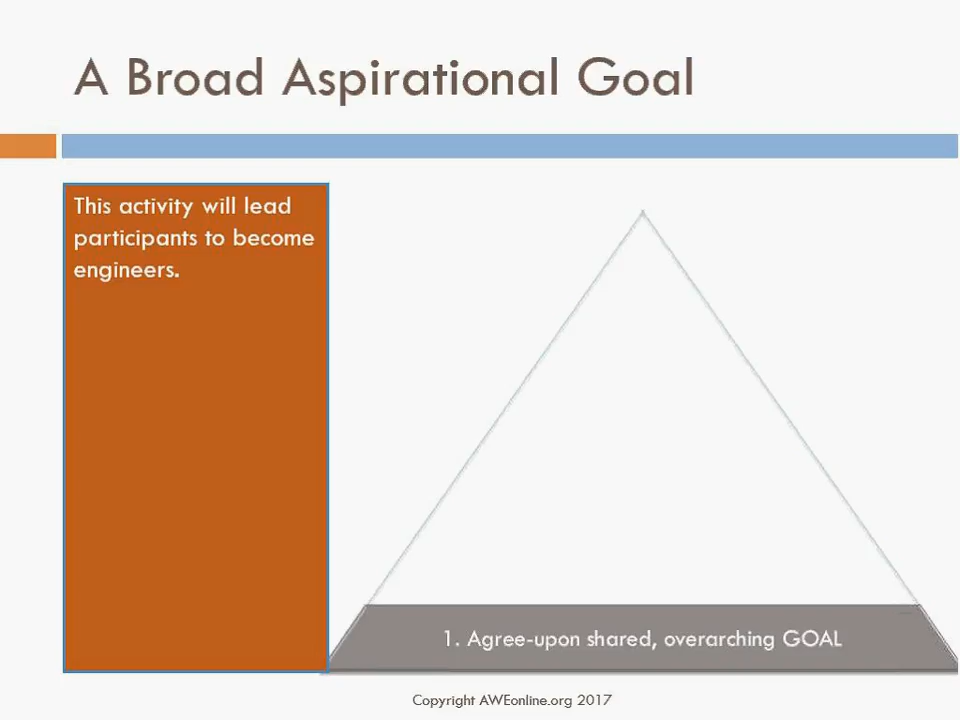 A Broad Aspirational Goal
This activity will lead
participants to become
engineers.
1. Agree-upon shared, overarching GOAL
Copyright AWEonline.org 2017